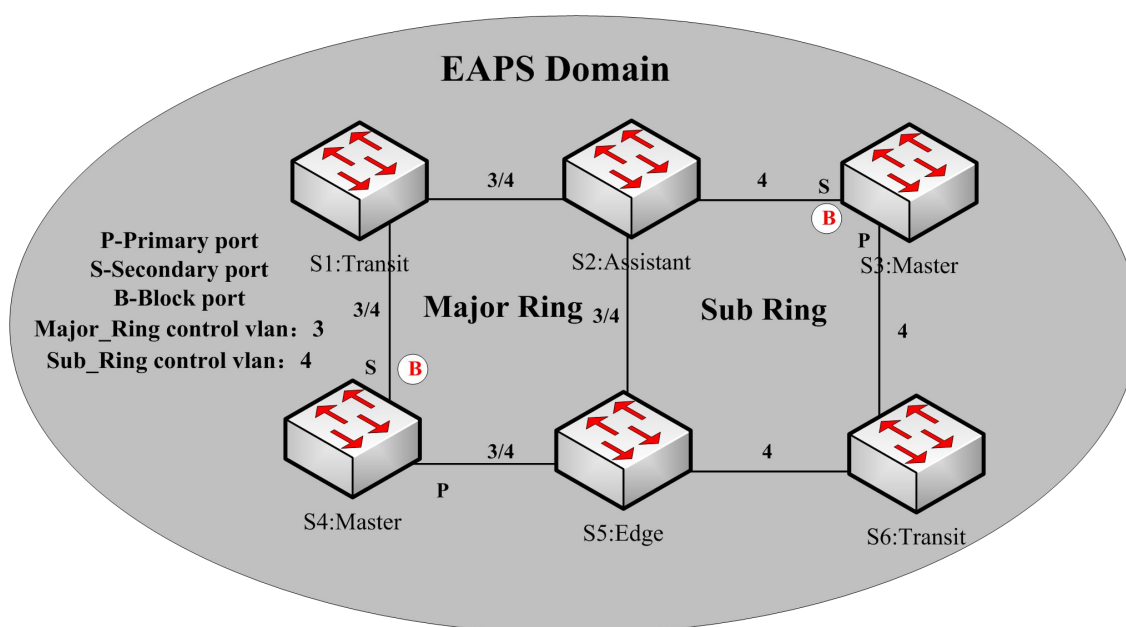 EAPS Domain
3/4
4
S
B
P
S1:Transit
S2:Assistant
S3:Master
P-Primary port
S-Secondary port
B-Block port
Major_Ring control vlan：3
Sub_Ring control vlan：4
3/4
Major Ring
3/4
Sub Ring
4
S
B
3/4
4
P
S4:Master
S5:Edge
S6:Transit